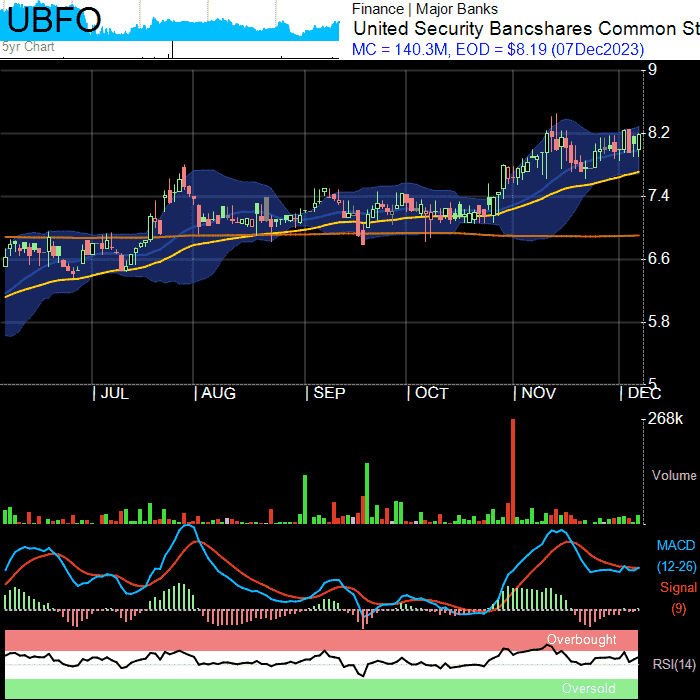 UBFO
5yr Chart
Finance | Major Banks
United Security Bancshares Common St
MC = 140.3M, EOD = $8.19 (07Dec2023)
9
8.2
7.4
6.6
5.8
5
JUL AUG SEP OCT NOV DEC
268k
Volume
MACD
(12-26)
Signal
(9)
Overbought
RSI(14)
Oversold